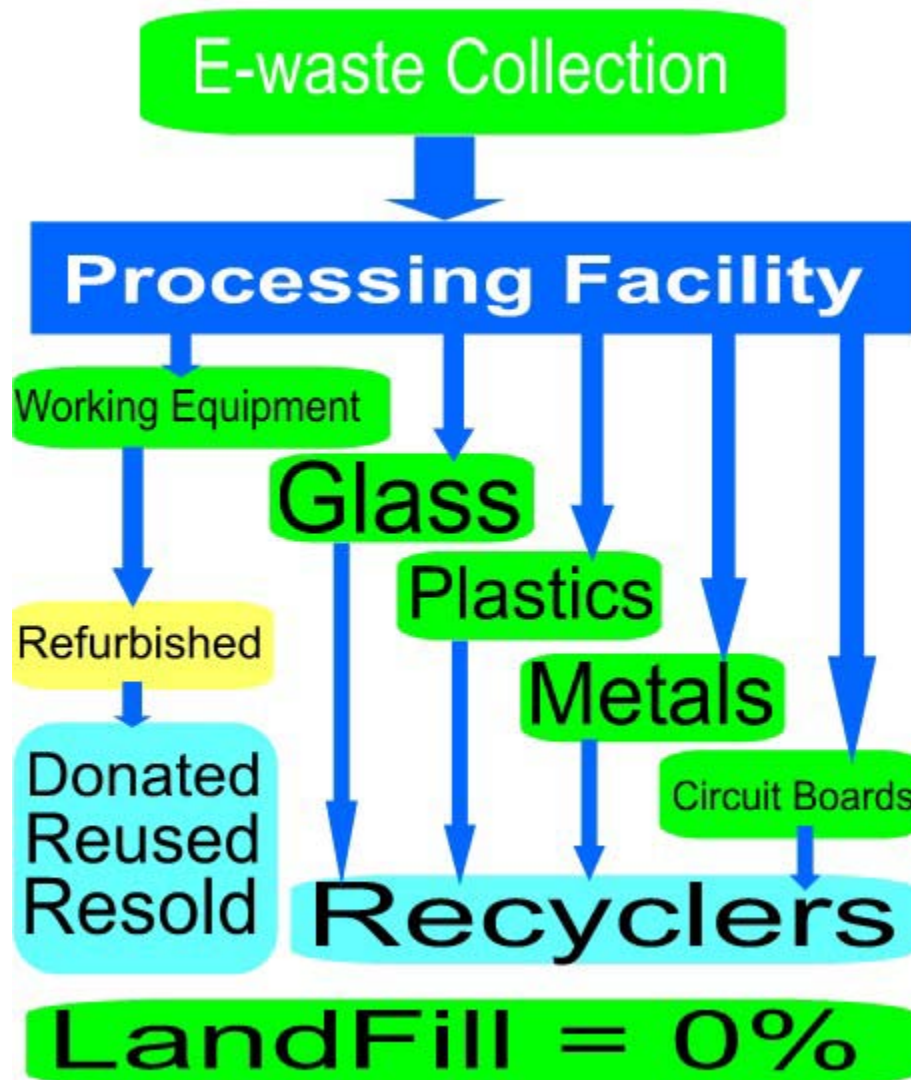 E-waste Collection
Processing Facility
Working Equipment
Glass
Plastics
Refurbished
Metals
Donated
Reused
Resold
Circuit Boards
Recyclers
LandFill = 0%